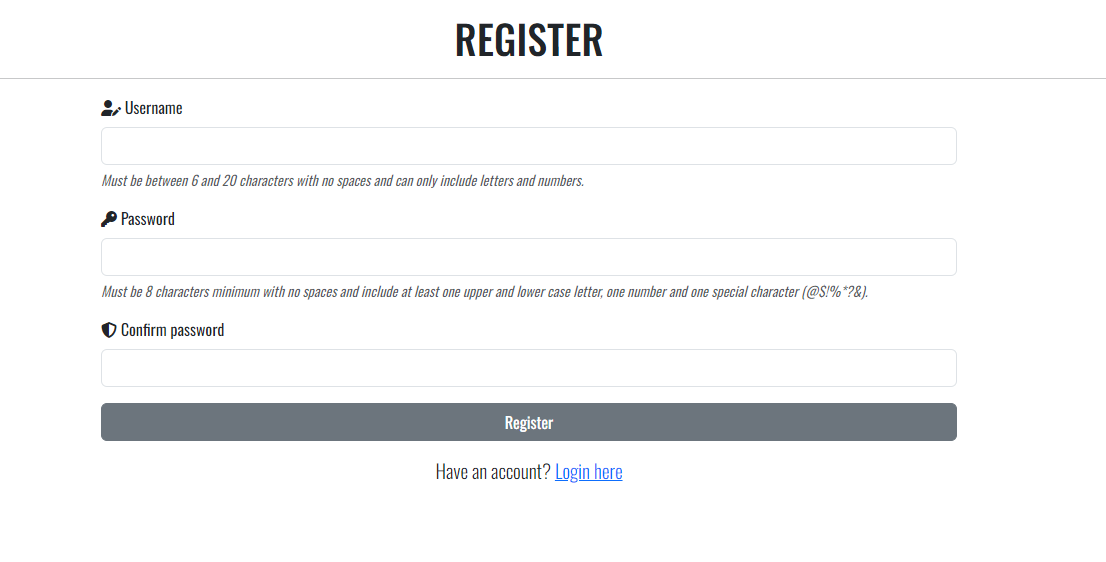 REGISTER
Username
Must be between 6 and 20 characters with no spaces and can only include letters and numbers.
Password
Must be 8 characters minimum with no spaces and include at least one upper and lower case letter, one number and one special character (@$!%*?&).
Confirm password
Register
Have an account? Login here